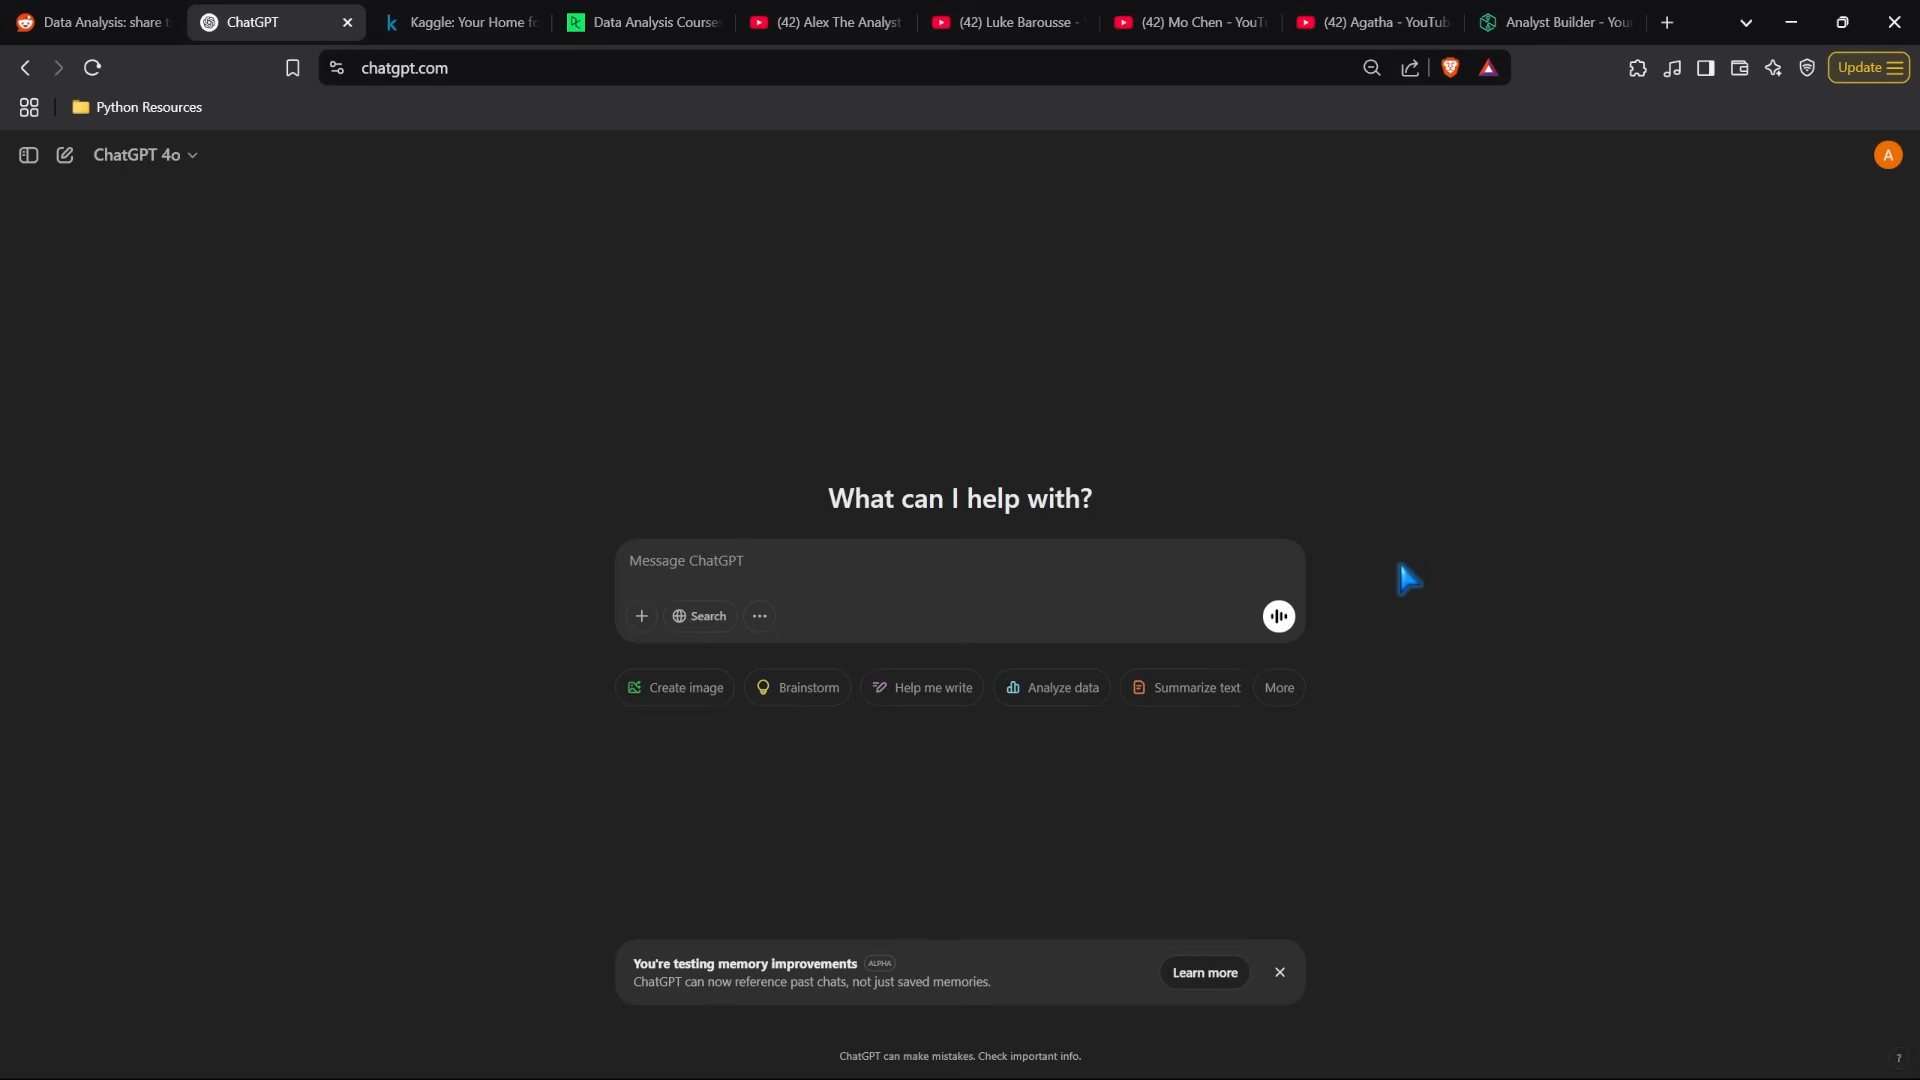 Data Analysis: share t
ChatGPT
Kaggle: Your Home fo
Data Analysis Courses
(42) Alex The Analyst
(42) Luke Barousse -
(42) Mo Chen - YouTu
(42) Agatha - YouTub
Analyst Builder - You
chatgpt.com
Update
Python Resources
ChatGPT 4o
A
What can I help with?
Message ChatGPT
Search
Create image
Brainstorm
Help me write
Analyze data
Summarize text
More
You're testing memory improvements ALPHA
ChatGPT can now reference past chats, not just saved memories.
Learn more
ChatGPT can make mistakes. Check important info.
?